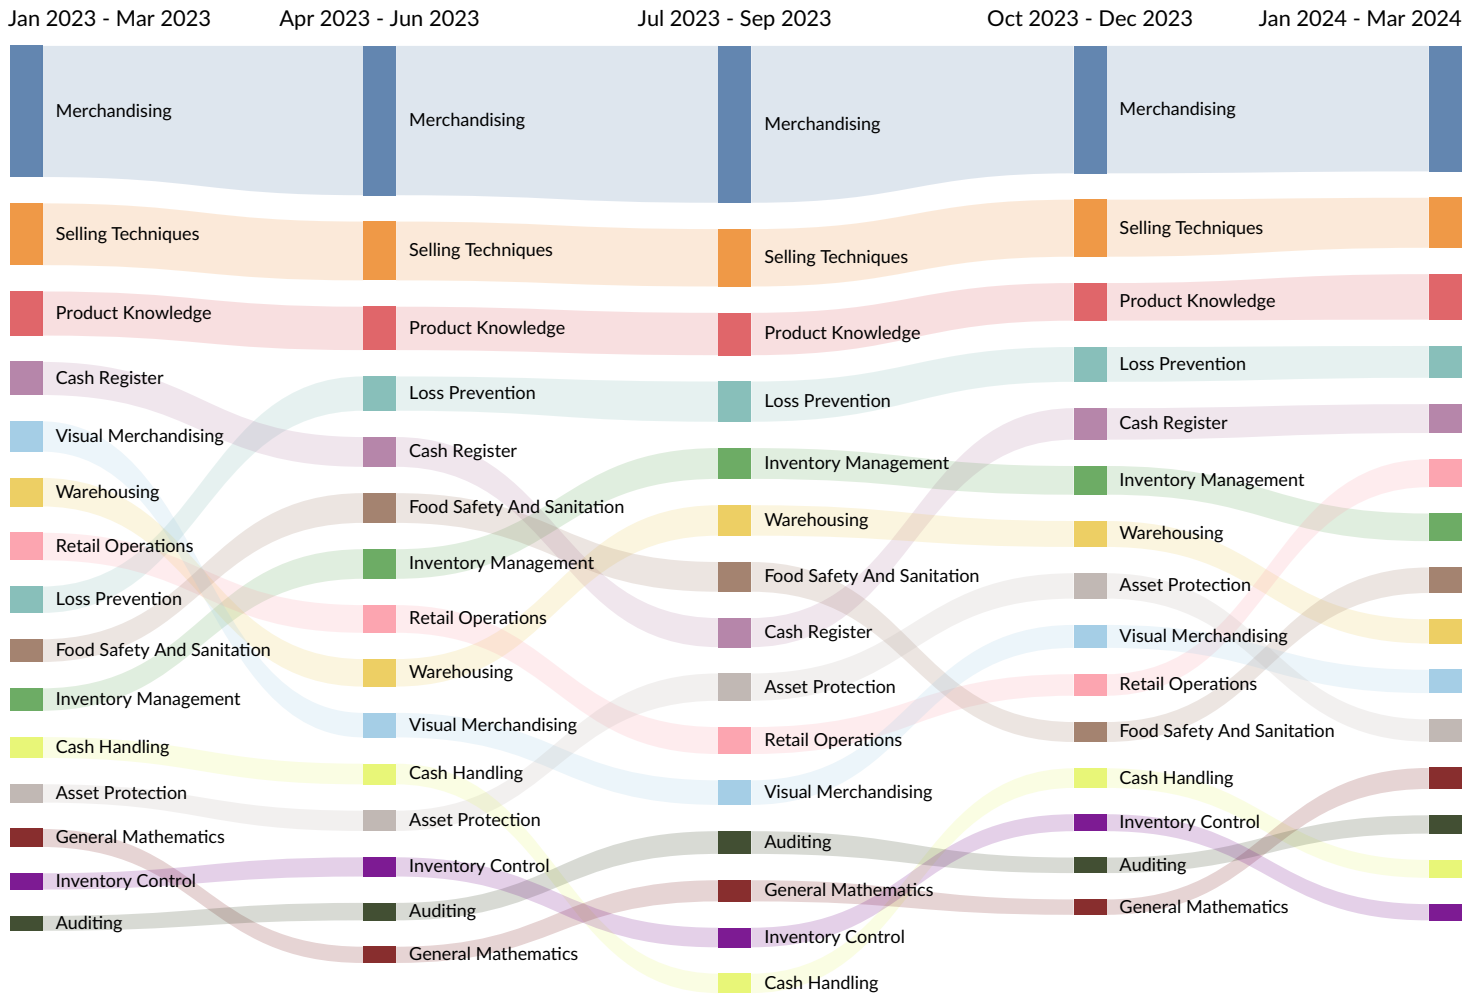 Jan 2023 - Mar 2023
Apr 2023 - Jun 2023
Jul 2023 - Sep 2023
Oct 2023 - Dec 2023
Jan 2024 - Mar 2024
Merchandising
Selling Techniques
Product Knowledge
Cash Register
Visual Merchandising
Warehousing
Retail Operations
Loss Prevention
Food Safety And Sanitation
Inventory Management
Cash Handling
Asset Protection
General Mathematics
Inventory Control
Auditing
Merchandising
Selling Techniques
Product Knowledge
Loss Prevention
Cash Register
Food Safety And Sanitation
Inventory Management
Retail Operations
Warehousing
Visual Merchandising
Cash Handling
Asset Protection
Inventory Control
Auditing
General Mathematics
Merchandising
Selling Techniques
Product Knowledge
Loss Prevention
Inventory Management
Warehousing
Food Safety And Sanitation
Cash Register
Asset Protection
Retail Operations
Visual Merchandising
Auditing
General Mathematics
Inventory Control
Cash Handling
Merchandising
Selling Techniques
Product Knowledge
Loss Prevention
Cash Register
Inventory Management
Warehousing
Asset Protection
Visual Merchandising
Retail Operations
Food Safety And Sanitation
Cash Handling
Inventory Control
Auditing
General Mathematics